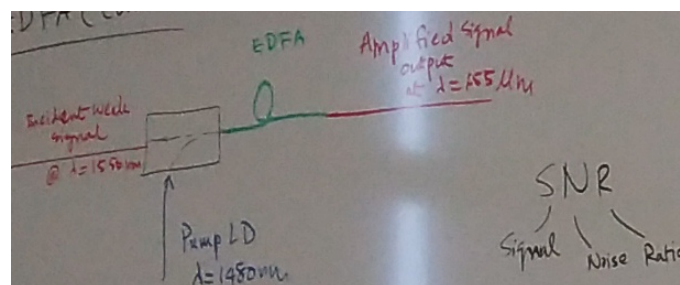 EDFA (
EDFA
Amplified Signal
output
at λ=1.55 μm
Incident weak
signal
@ λ=1550nm
Pump LD
λ=1480nm
SNR
Signal
Noise
Ratio